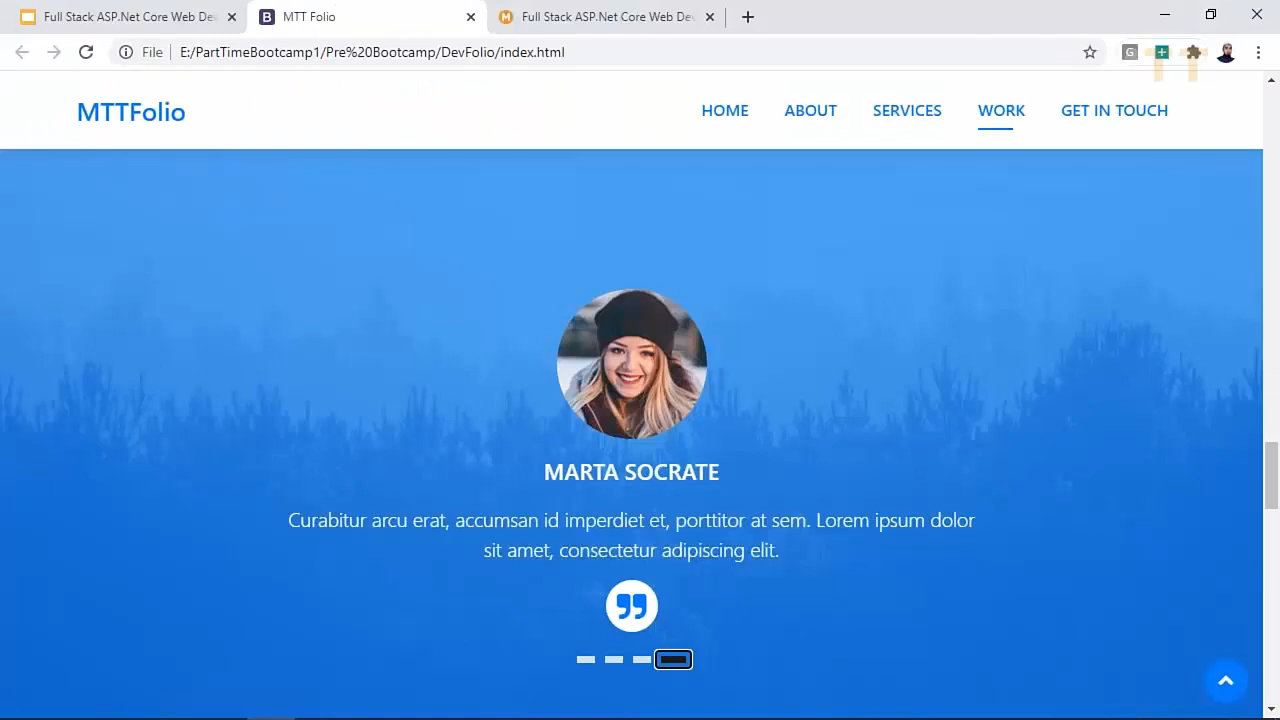 Full Stack ASP.Net Core Web De
MTT Folio
Full Stack ASP.Net Core Web De
File
E:/PartTimeBootcamp1/Pre%20Bootcamp/DevFolio/index.html
G
MTTFolio
HOME
ABOUT
SERVICES
WORK
GET IN TOUCH
MARTA SOCRATE
Curabitur arcu erat, accumsan id imperdiet et, porttitor at sem. Lorem ipsum dolor
sit amet, consectetur adipiscing elit.